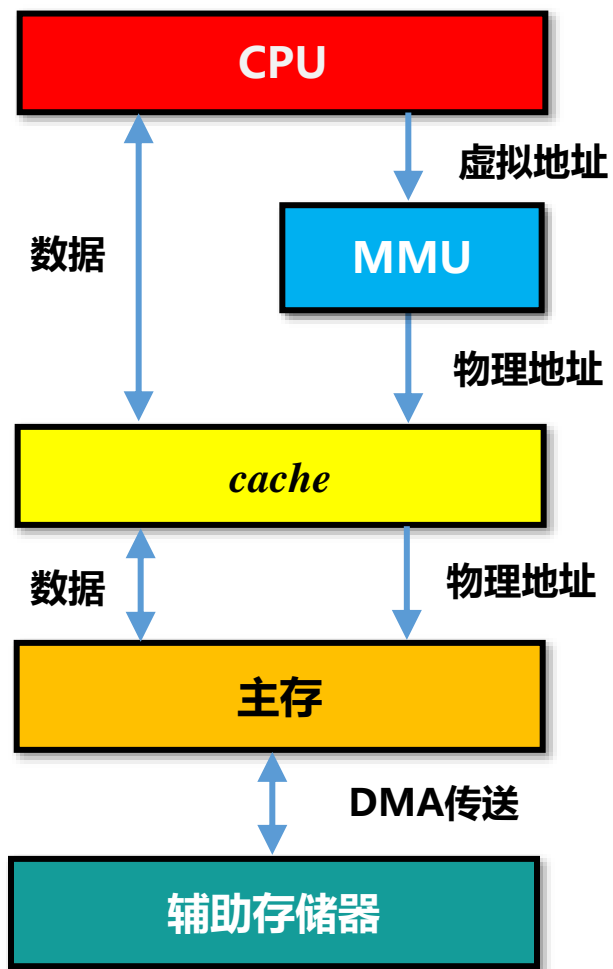 CPU
虚拟地址
数据
MMU
物理地址
cache
数据
物理地址
主存
DMA传送
辅助存储器